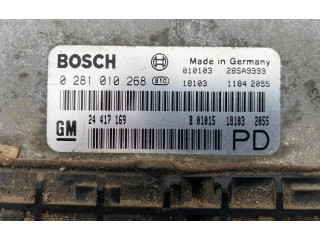 BOSCH Made in Germany
010103 28SA9999
0 281 010 268 810 18103 1184 2055
24 417 169 B 01015 18103 2055
GM PD